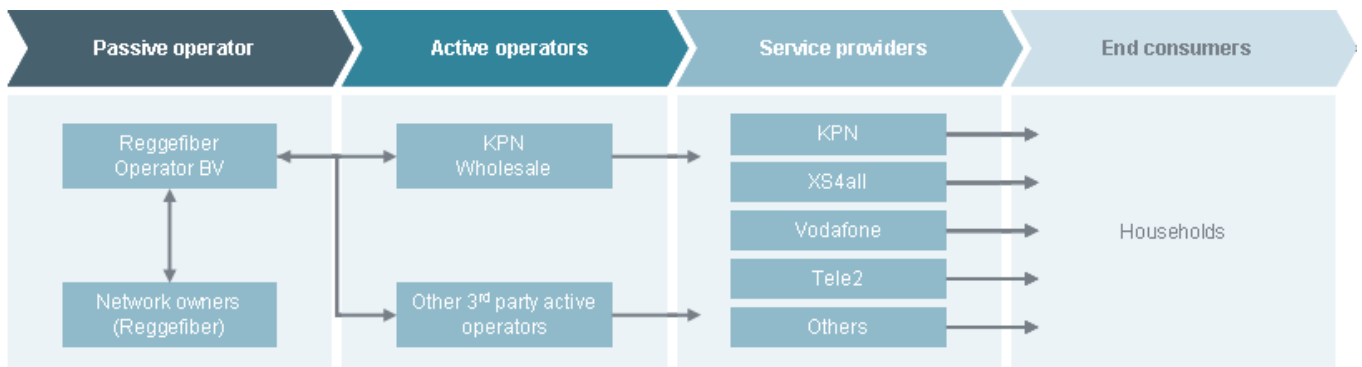 Passive operator
Active operators
Service providers
End consumers
Reggefiber
Operator BV
Network owners
(Reggefiber)
KPN
Wholesale
Other 3rd party active
operators
KPN
XS4all
Vodafone
Tele2
Others
Households